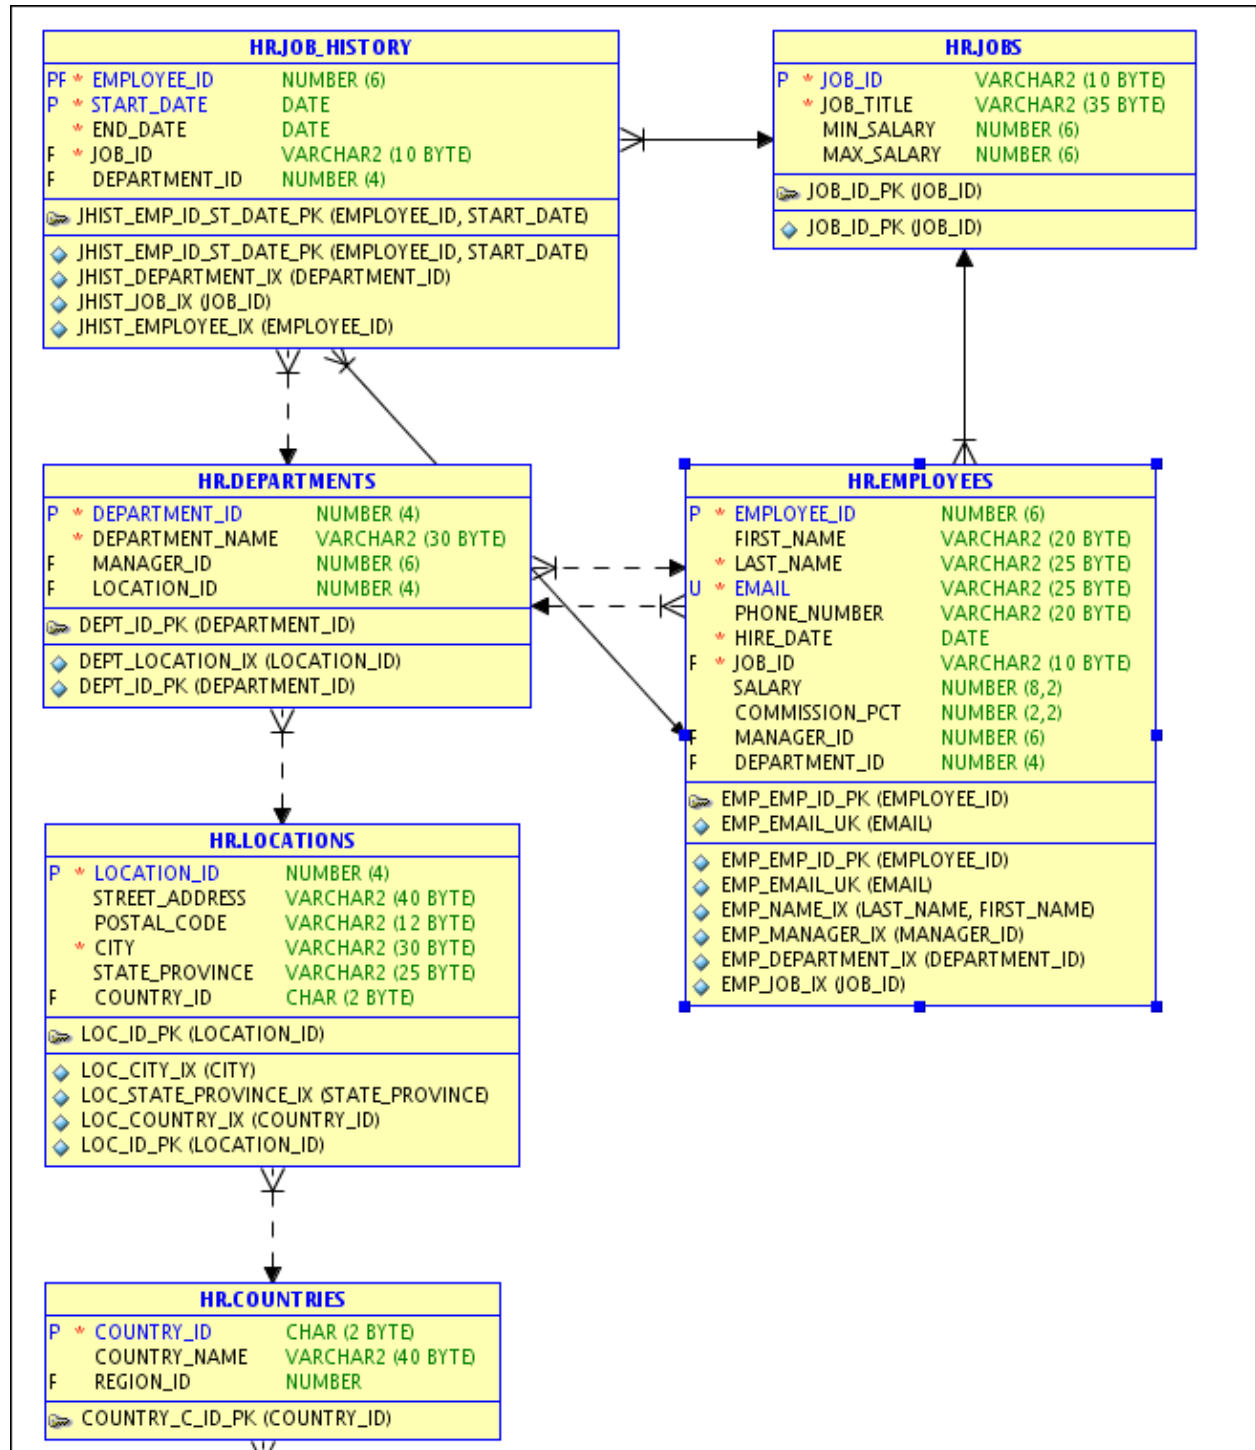 HR.JOB_HISTORY
PF * EMPLOYEE_ID NUMBER (6)
P * START_DATE DATE
* END_DATE DATE
F * JOB_ID VARCHAR2 (10 BYTE)
F DEPARTMENT_ID NUMBER (4)
JHIST_EMP_ID_ST_DATE_PK (EMPLOYEE_ID, START_DATE)
JHIST_EMP_ID_ST_DATE_PK (EMPLOYEE_ID, START_DATE)
JHIST_DEPARTMENT_IX (DEPARTMENT_ID)
JHIST_JOB_IX (JOB_ID)
JHIST_EMPLOYEE_IX (EMPLOYEE_ID)
HR.JOBS
P * JOB_ID VARCHAR2 (10 BYTE)
* JOB_TITLE VARCHAR2 (35 BYTE)
MIN_SALARY NUMBER (6)
MAX_SALARY NUMBER (6)
JOB_ID_PK (JOB_ID)
JOB_ID_PK (JOB_ID)
HR.DEPARTMENTS
P * DEPARTMENT_ID NUMBER (4)
* DEPARTMENT_NAME VARCHAR2 (30 BYTE)
F MANAGER_ID NUMBER (6)
F LOCATION_ID NUMBER (4)
DEPT_ID_PK (DEPARTMENT_ID)
DEPT_LOCATION_IX (LOCATION_ID)
DEPT_ID_PK (DEPARTMENT_ID)
HR.EMPLOYEES
P * EMPLOYEE_ID NUMBER (6)
FIRST_NAME VARCHAR2 (20 BYTE)
* LAST_NAME VARCHAR2 (25 BYTE)
U * EMAIL VARCHAR2 (25 BYTE)
PHONE_NUMBER VARCHAR2 (20 BYTE)
* HIRE_DATE DATE
F * JOB_ID VARCHAR2 (10 BYTE)
SALARY NUMBER (8,2)
COMMISSION_PCT NUMBER (2,2)
F MANAGER_ID NUMBER (6)
F DEPARTMENT_ID NUMBER (4)
EMP_EMP_ID_PK (EMPLOYEE_ID)
EMP_EMAIL_UK (EMAIL)
EMP_EMP_ID_PK (EMPLOYEE_ID)
EMP_EMAIL_UK (EMAIL)
EMP_NAME_IX (LAST_NAME, FIRST_NAME)
EMP_MANAGER_IX (MANAGER_ID)
EMP_DEPARTMENT_IX (DEPARTMENT_ID)
EMP_JOB_IX (JOB_ID)
HR.LOCATIONS
P * LOCATION_ID NUMBER (4)
STREET_ADDRESS VARCHAR2 (40 BYTE)
POSTAL_CODE VARCHAR2 (12 BYTE)
* CITY VARCHAR2 (30 BYTE)
STATE_PROVINCE VARCHAR2 (25 BYTE)
F COUNTRY_ID CHAR (2 BYTE)
LOC_ID_PK (LOCATION_ID)
LOC_CITY_IX (CITY)
LOC_STATE_PROVINCE_IX (STATE_PROVINCE)
LOC_COUNTRY_IX (COUNTRY_ID)
LOC_ID_PK (LOCATION_ID)
HR.COUNTRIES
P * COUNTRY_ID CHAR (2 BYTE)
COUNTRY_NAME VARCHAR2 (40 BYTE)
F REGION_ID NUMBER
COUNTRY_C_ID_PK (COUNTRY_ID)